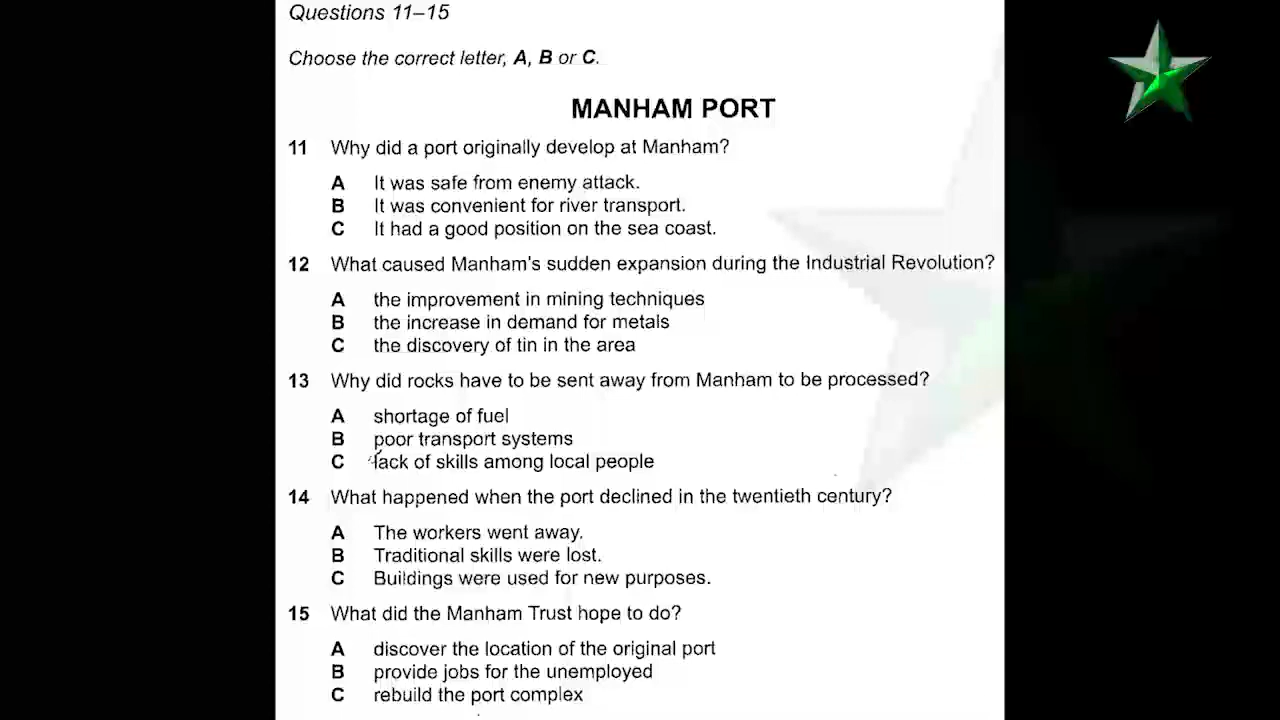 Questions 11–15
Choose the correct letter, A, B or C.
MANHAM PORT
11 Why did a port originally develop at Manham?
A It was safe from enemy attack.
B It was convenient for river transport.
C It had a good position on the sea coast.
12 What caused Manham's sudden expansion during the Industrial Revolution?
A the improvement in mining techniques
B the increase in demand for metals
C the discovery of tin in the area
13 Why did rocks have to be sent away from Manham to be processed?
A shortage of fuel
B poor transport systems
C lack of skills among local people
14 What happened when the port declined in the twentieth century?
A The workers went away.
B Traditional skills were lost.
C Buildings were used for new purposes.
15 What did the Manham Trust hope to do?
A discover the location of the original port
B provide jobs for the unemployed
C rebuild the port complex